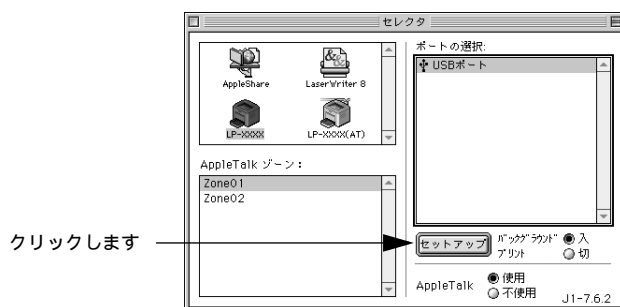 セレクタ
AppleShare
LaserWriter 8
LP-XXXX
LP-XXXX(AT)
AppleTalk ゾーン：
Zone01
Zone02
ポートの選択:
USBポート
クリックします
セットアップ
バックグラウンド
プリント
入
切
AppleTalk
使用
不使用
J1-7.6.2